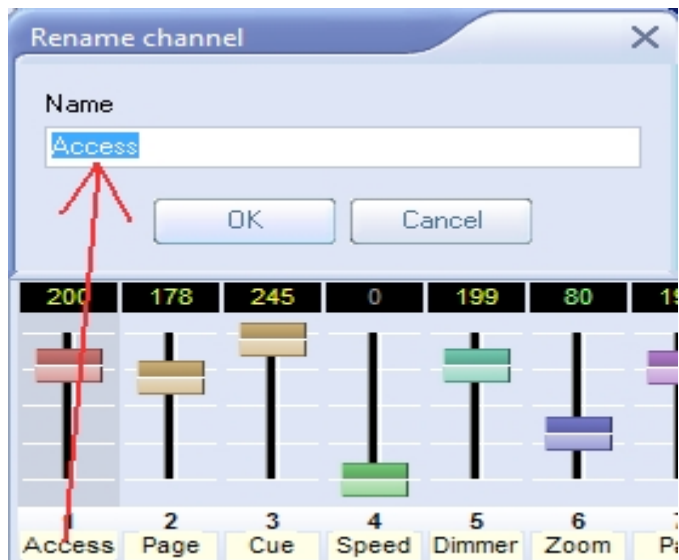 Rename channel
Name
Access
OK Cancel
200 178 245 0 199 80
1 2 3 4 5 6
Access Page Cue Speed Dimmer Zoom